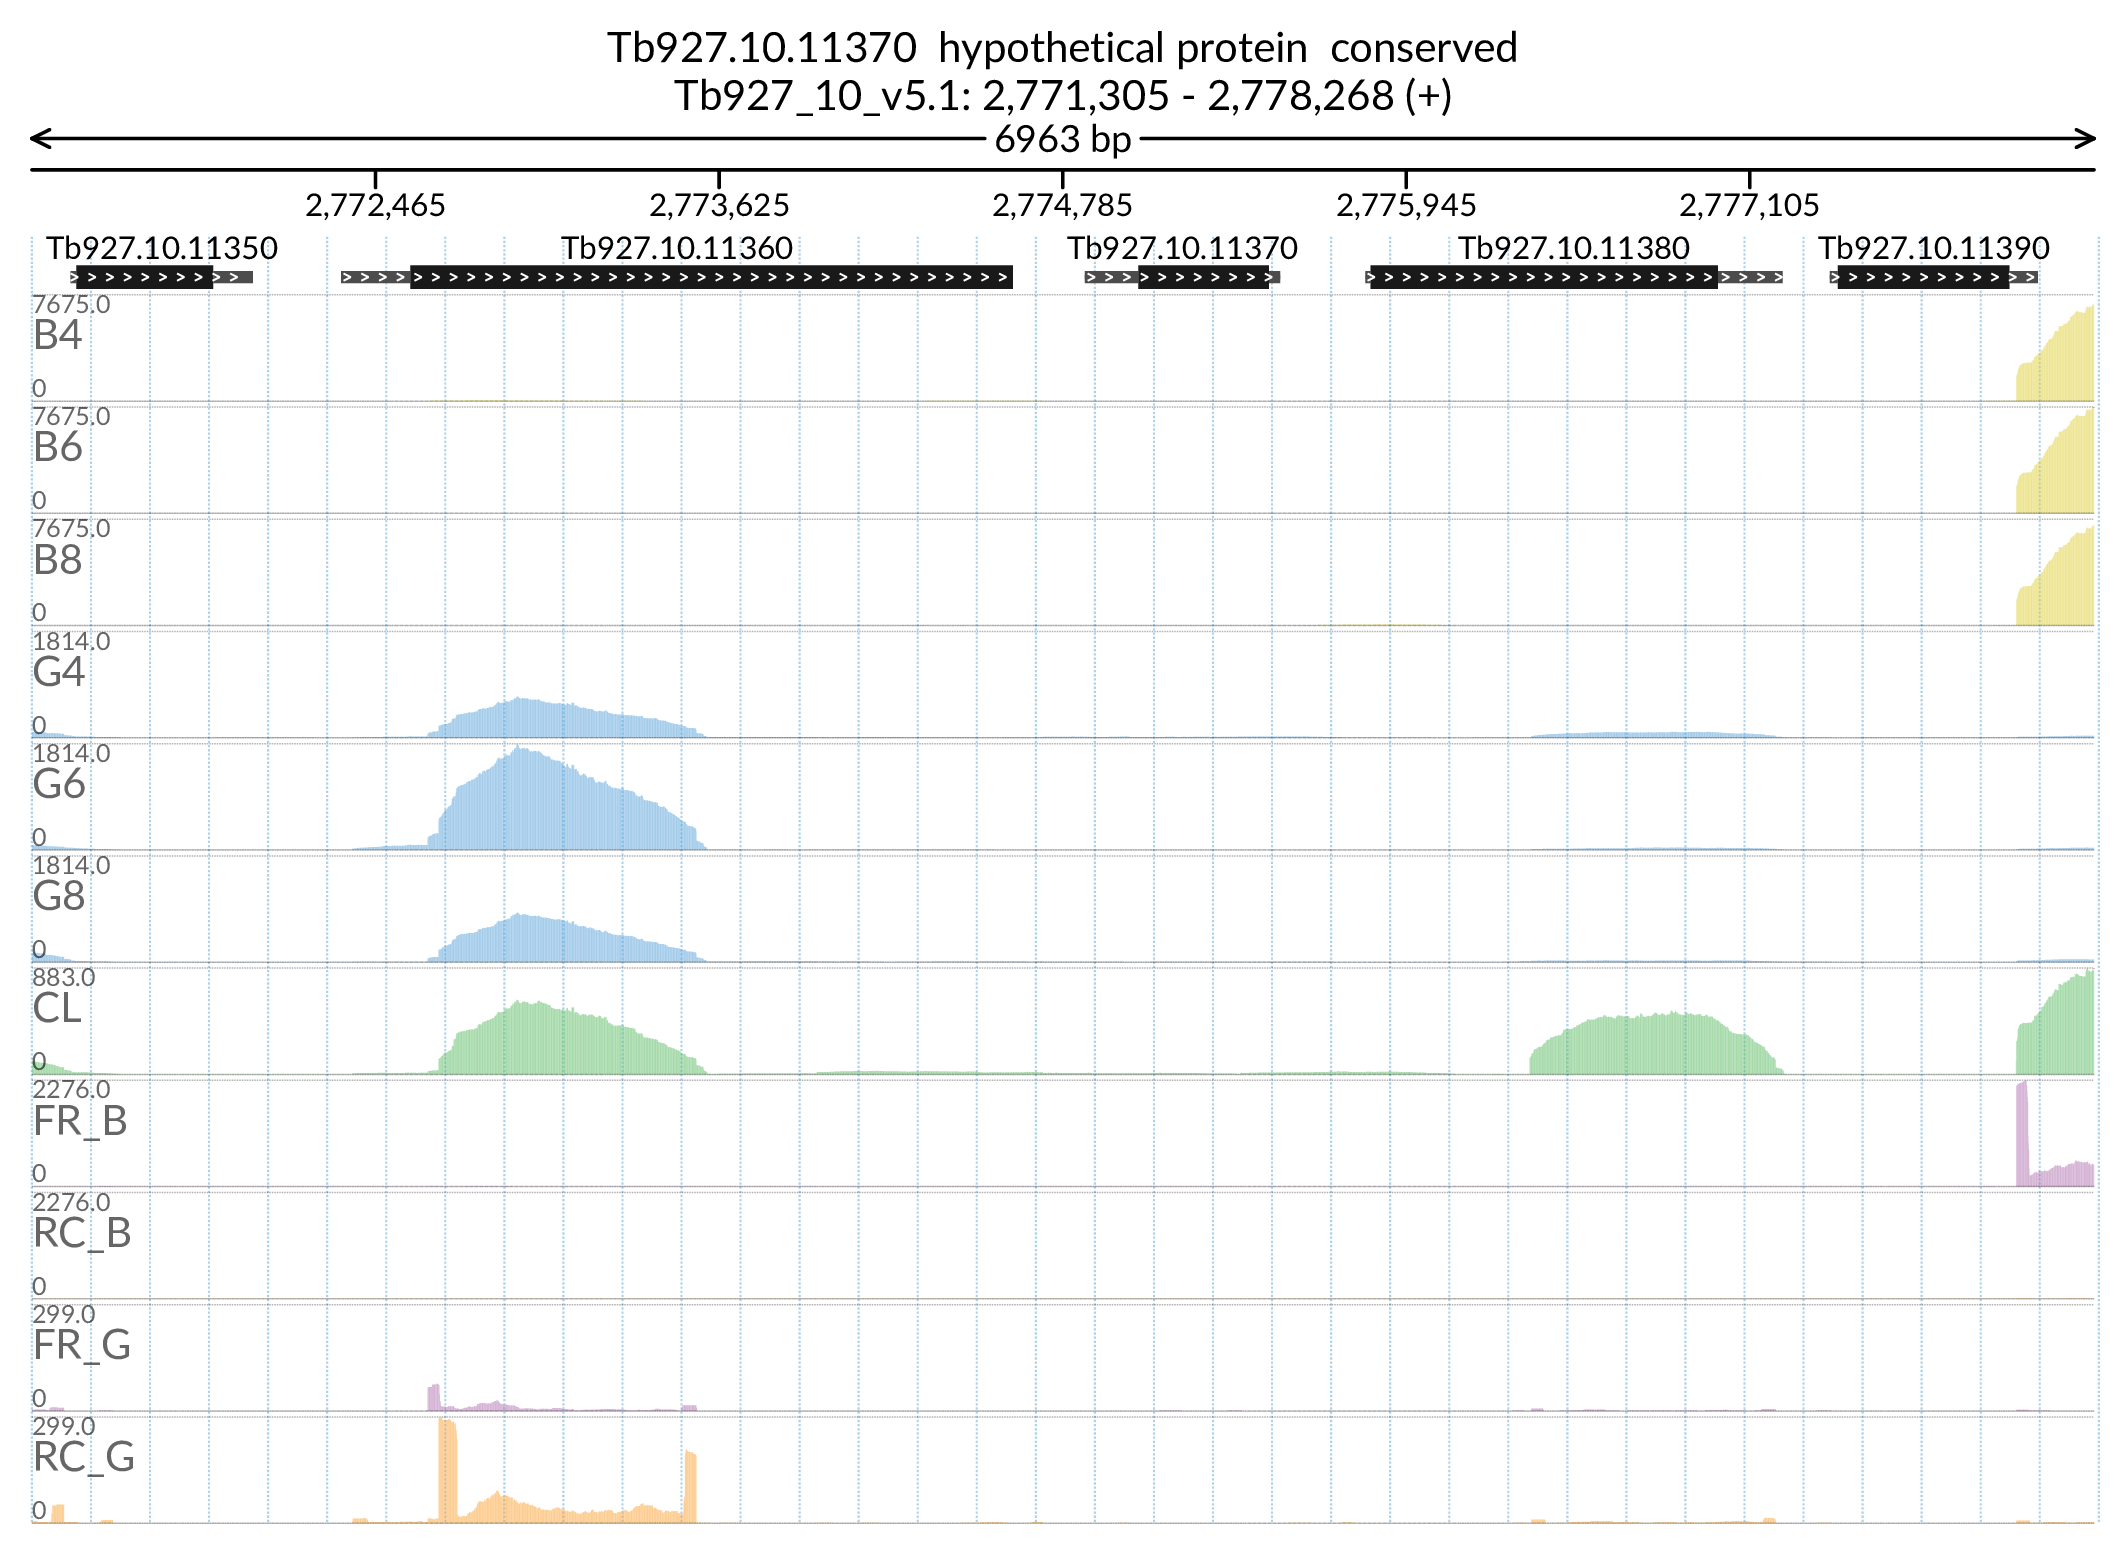 Tb927.10.11370 hypothetical protein conserved
Tb927_10_v5.1: 2,771,305 - 2,778,268 (+)
6963 bp
2,772,465 2,773,625 2,774,785 2,775,945 2,777,105
Tb927.10.11350 Tb927.10.11360 Tb927.10.11370 Tb927.10.11380 Tb927.10.11390
7675.0
B4
0
7675.0
B6
0
7675.0
B8
0
1814.0
G4
0
1814.0
G6
0
1814.0
G8
0
883.0
CL
0
2276.0
FR_B
0
2276.0
RC_B
0
299.0
FR_G
0
299.0
RC_G
0